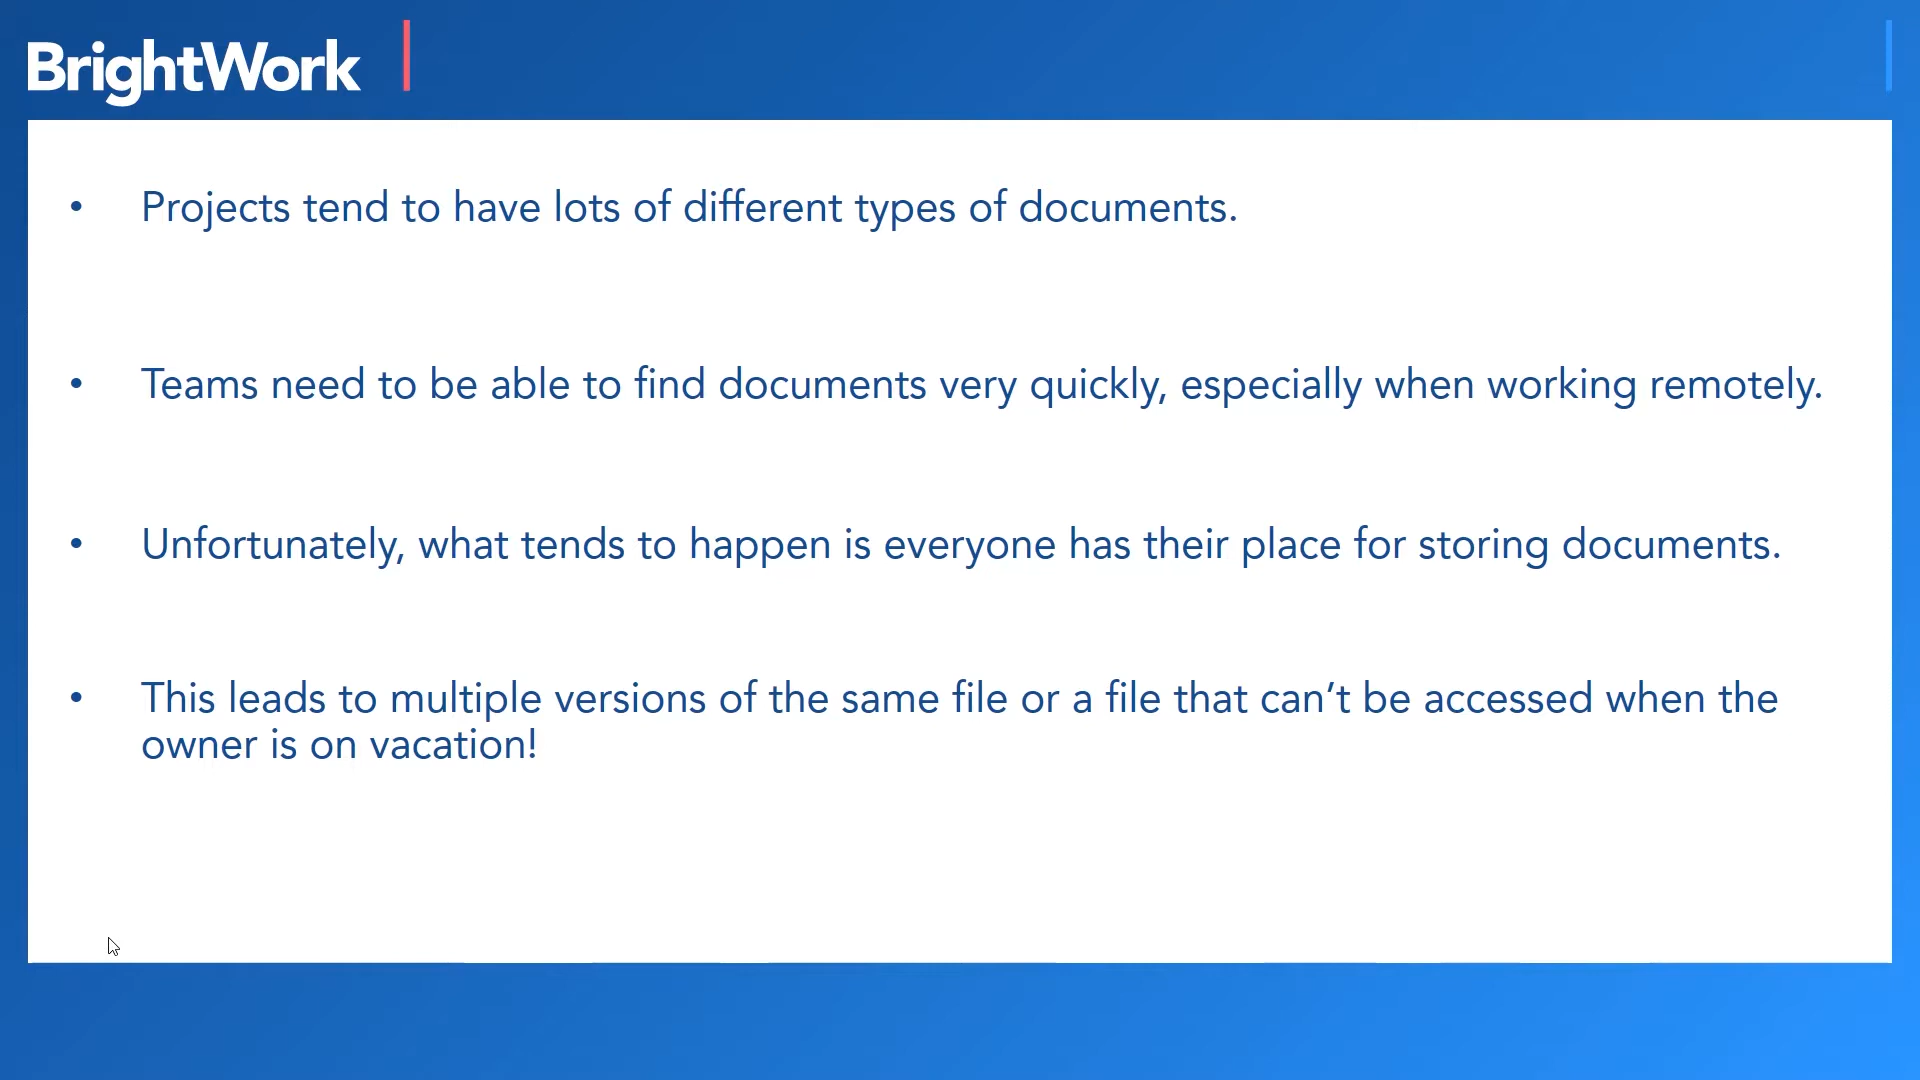 BrightWork
• Projects tend to have lots of different types of documents.
• Teams need to be able to find documents very quickly, especially when working remotely.
• Unfortunately, what tends to happen is everyone has their place for storing documents.
• This leads to multiple versions of the same file or a file that can’t be accessed when the
owner is on vacation!